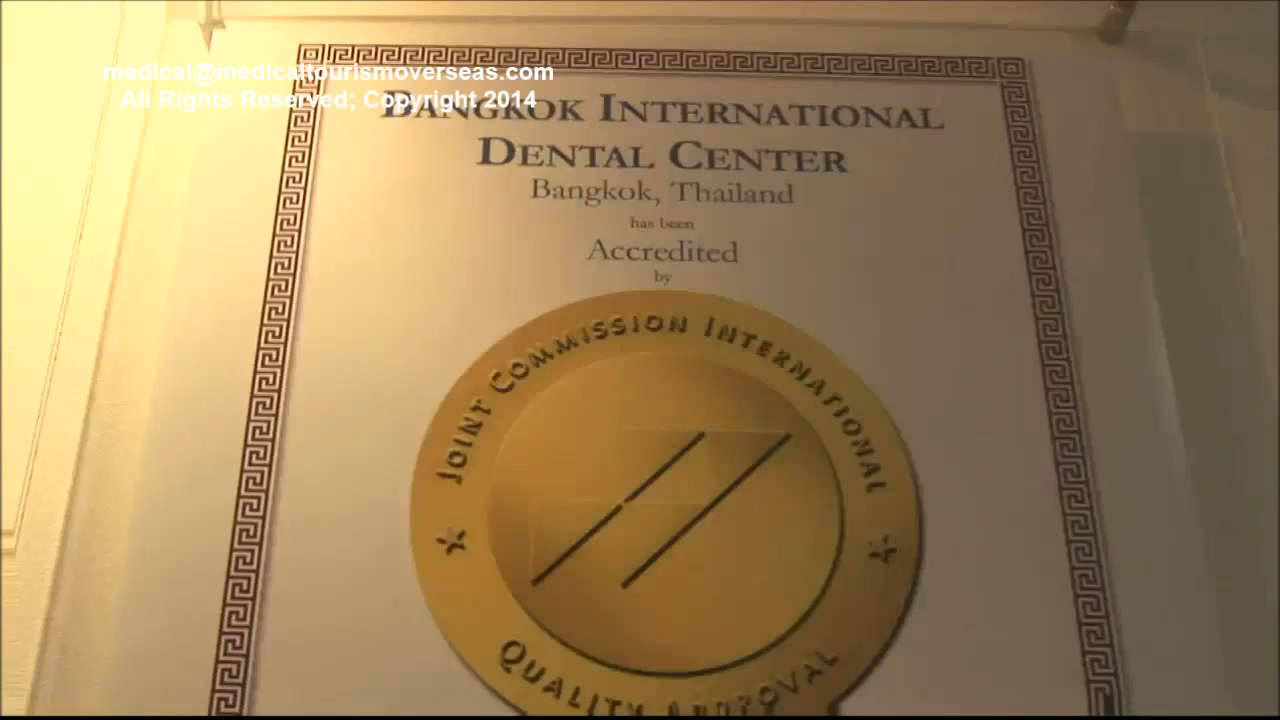 medical@medicaltourismoverseas.com
All Rights Reserved; Copyright 2014
BANGKOK INTERNATIONAL
DENTAL CENTER
Bangkok, Thailand
has been
Accredited
by
JOINT COMMISSION INTERNATIONAL
QUALITY APPROVAL